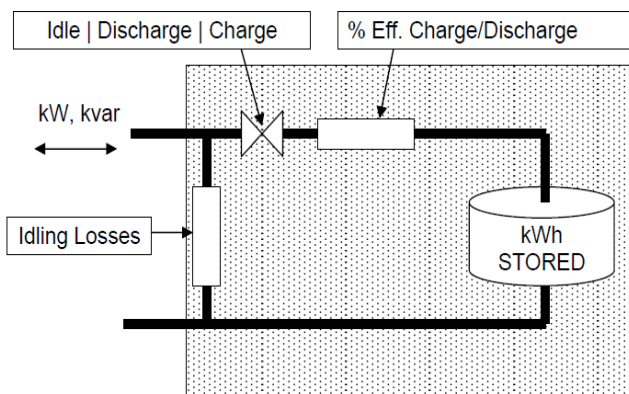 Idle | Discharge | Charge
% Eff. Charge/Discharge
kW, kvar
Idling Losses
kWh
STORED